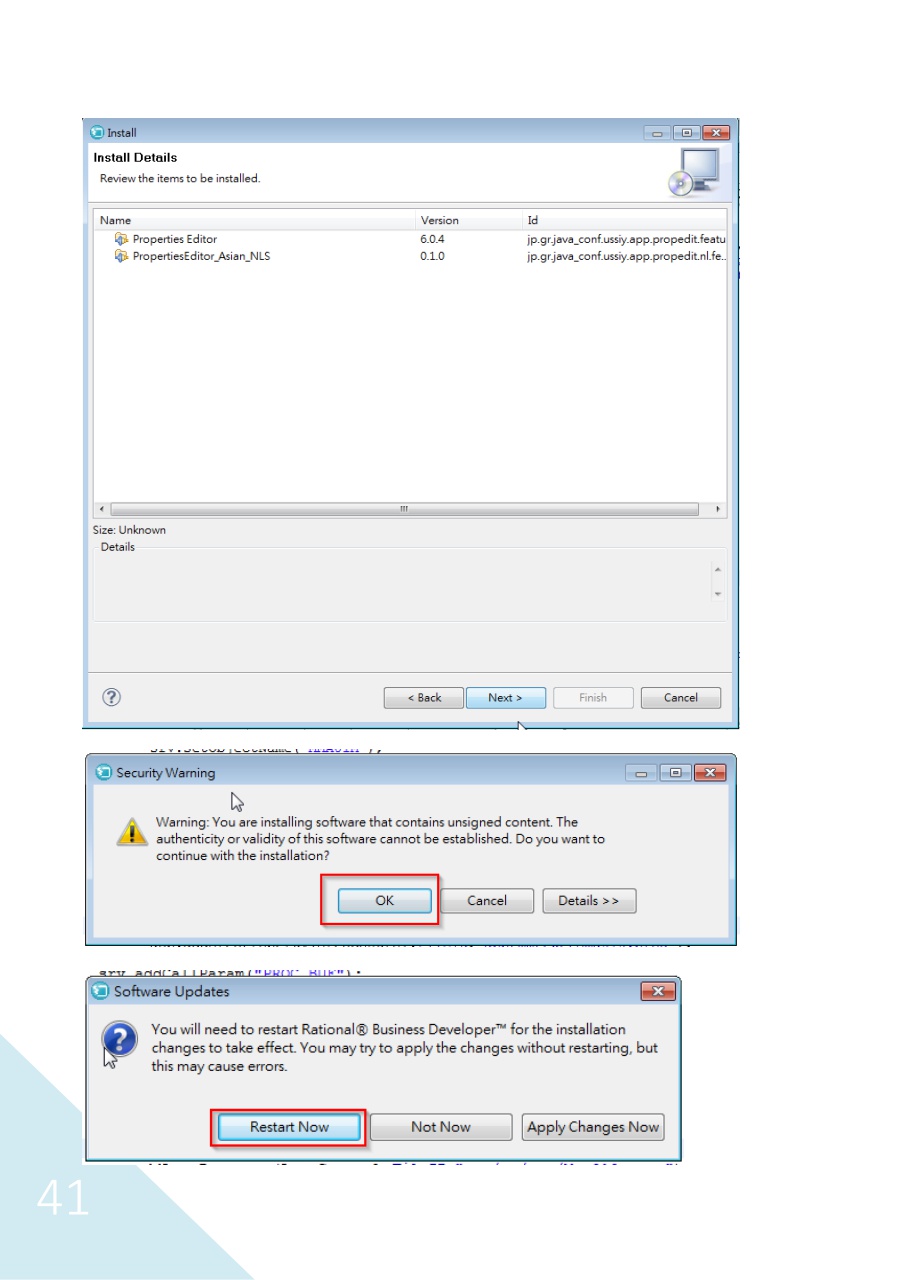 Install
Install Details
Review the items to be installed.
Name Version Id
Properties Editor 6.0.4 jp.gr.java_conf.ussiy.app.propedit.featu
PropertiesEditor_Asian_NLS 0.1.0 jp.gr.java_conf.ussiy.app.propedit.nl.fe..
Size: Unknown
Details
< Back Next > Finish Cancel
Security Warning
Warning: You are installing software that contains unsigned content. The
authenticity or validity of this software cannot be established. Do you want to
continue with the installation?
OK Cancel Details >>
srv.addCallParam("PROC_BUF");
Software Updates
You will need to restart Rational® Business Developer™ for the installation
changes to take effect. You may try to apply the changes without restarting, but
this may cause errors.
Restart Now Not Now Apply Changes Now
41